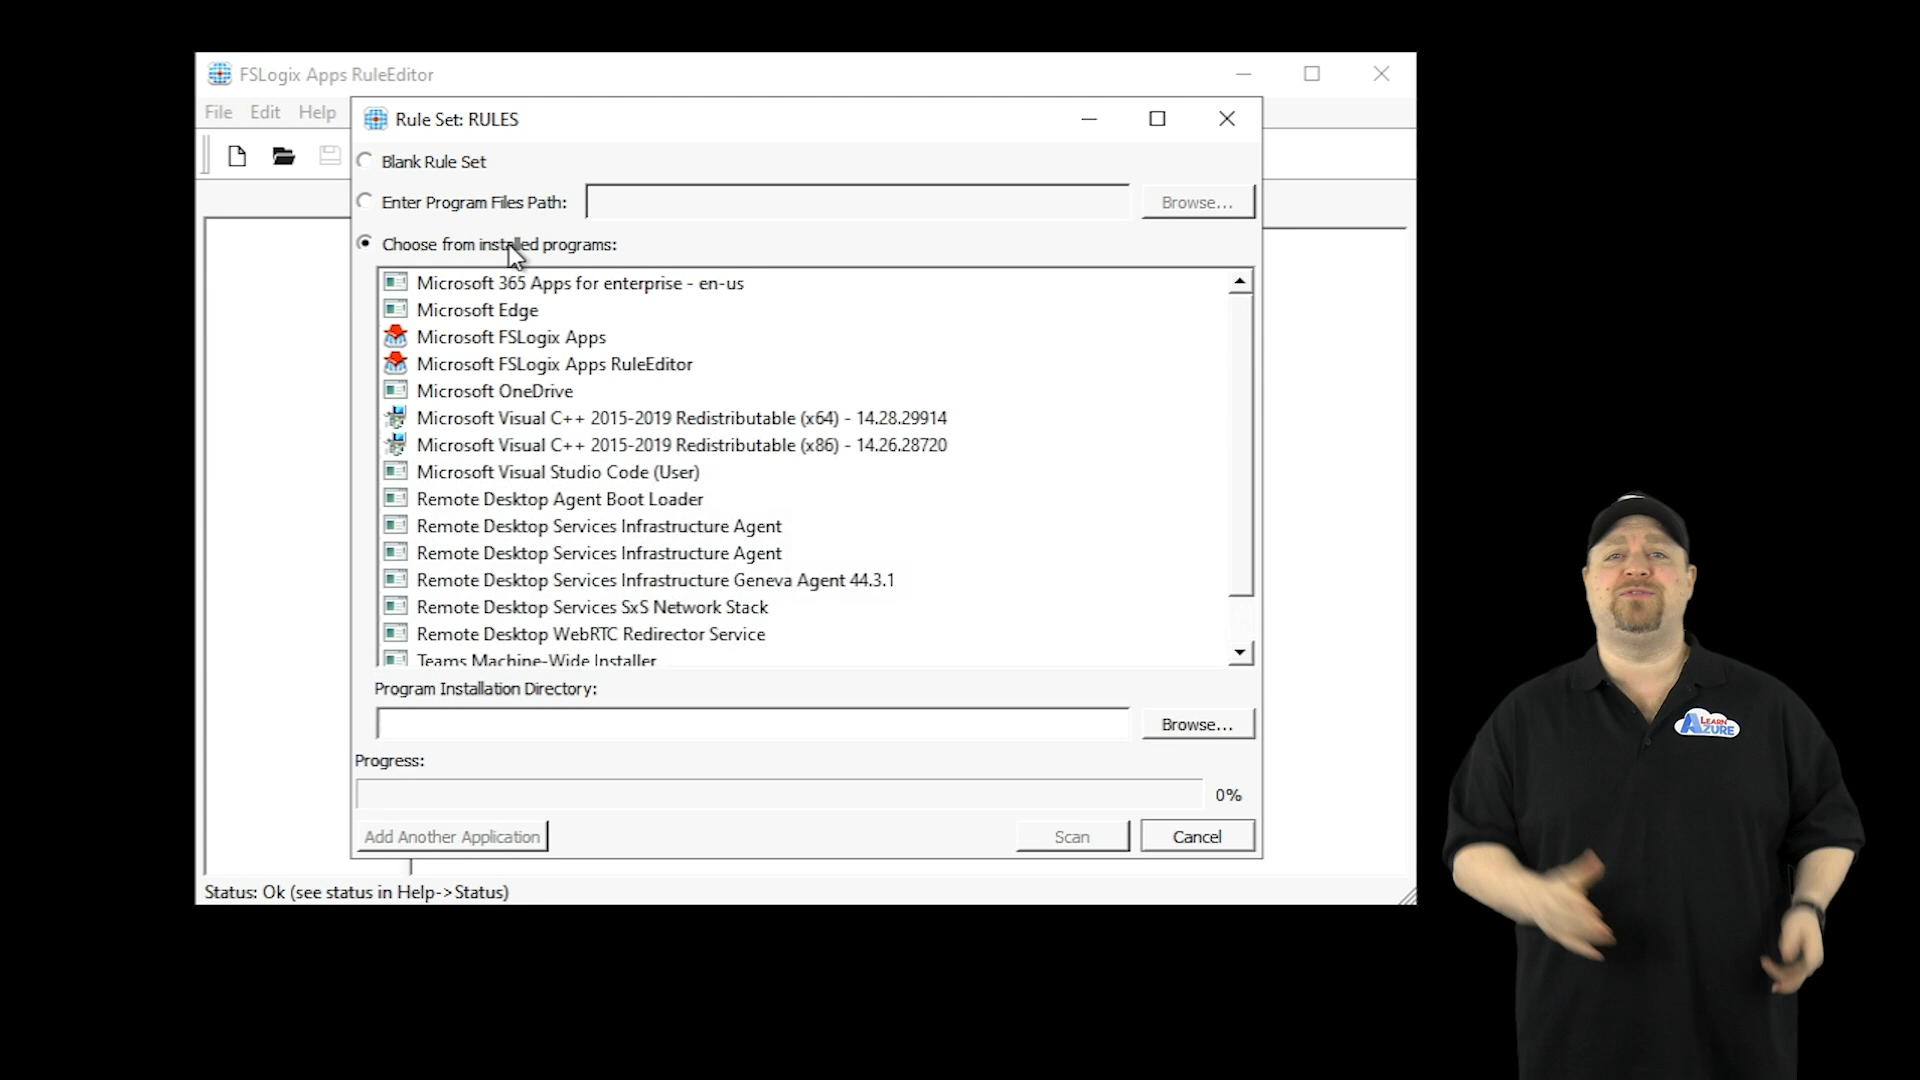 FSLogix Apps RuleEditor
File Edit Help
Rule Set: RULES
Blank Rule Set
Enter Program Files Path:
Browse...
Choose from installed programs:
Microsoft 365 Apps for enterprise - en-us
Microsoft Edge
Microsoft FSLogix Apps
Microsoft FSLogix Apps RuleEditor
Microsoft OneDrive
Microsoft Visual C++ 2015-2019 Redistributable (x64) - 14.28.29914
Microsoft Visual C++ 2015-2019 Redistributable (x86) - 14.26.28720
Microsoft Visual Studio Code (User)
Remote Desktop Agent Boot Loader
Remote Desktop Services Infrastructure Agent
Remote Desktop Services Infrastructure Agent
Remote Desktop Services Infrastructure Geneva Agent 44.3.1
Remote Desktop Services SxS Network Stack
Remote Desktop WebRTC Redirector Service
Teams Machine-Wide Installer
Program Installation Directory:
Browse...
Progress:
0%
Add Another Application
Scan
Cancel
Status: Ok (see status in Help->Status)
LEARN
AZURE